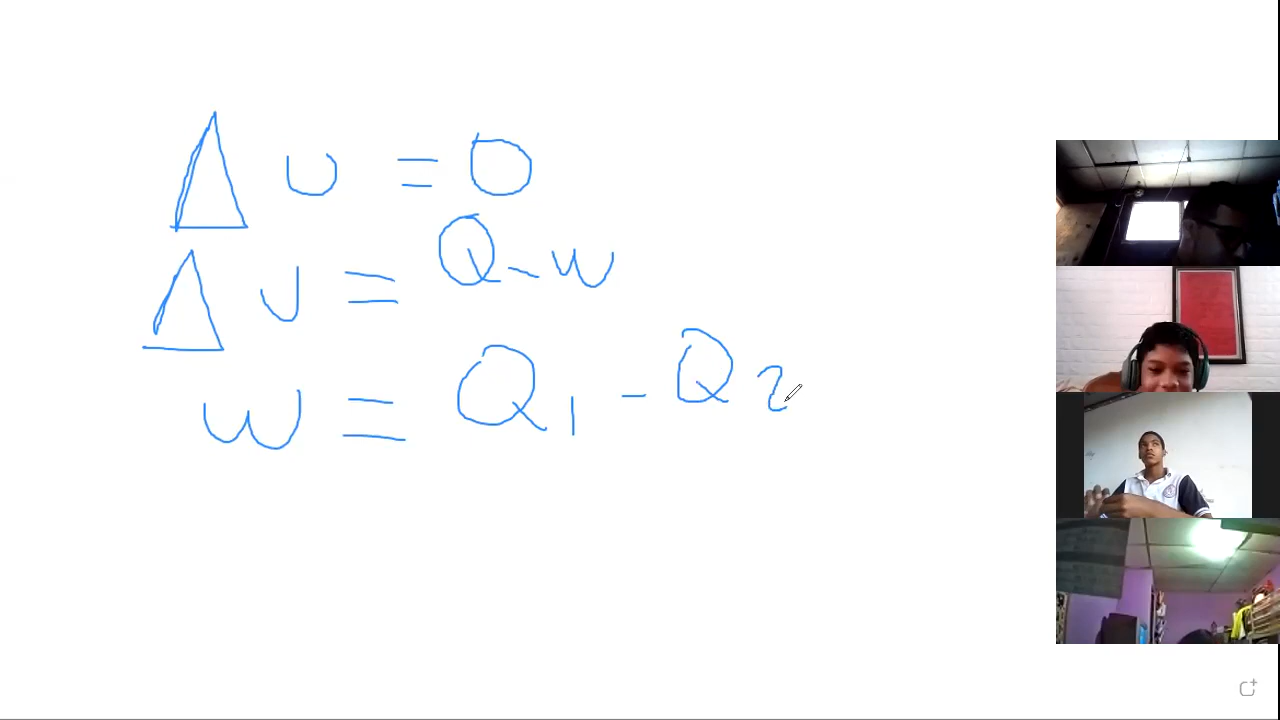 Δ U = 0
Δ U = Q - W
W = Q1 - Q2